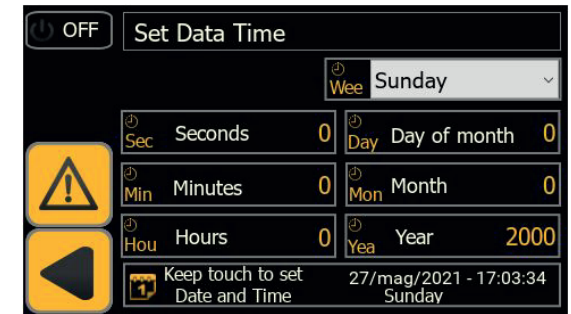 OFF
Set Data Time
Wee Sunday
Sec Seconds 0
Day Day of month 0
Min Minutes 0
Mon Month 0
Hou Hours 0
Yea Year 2000
1
Keep touch to set
Date and Time
27/mag/2021 - 17:03:34
Sunday